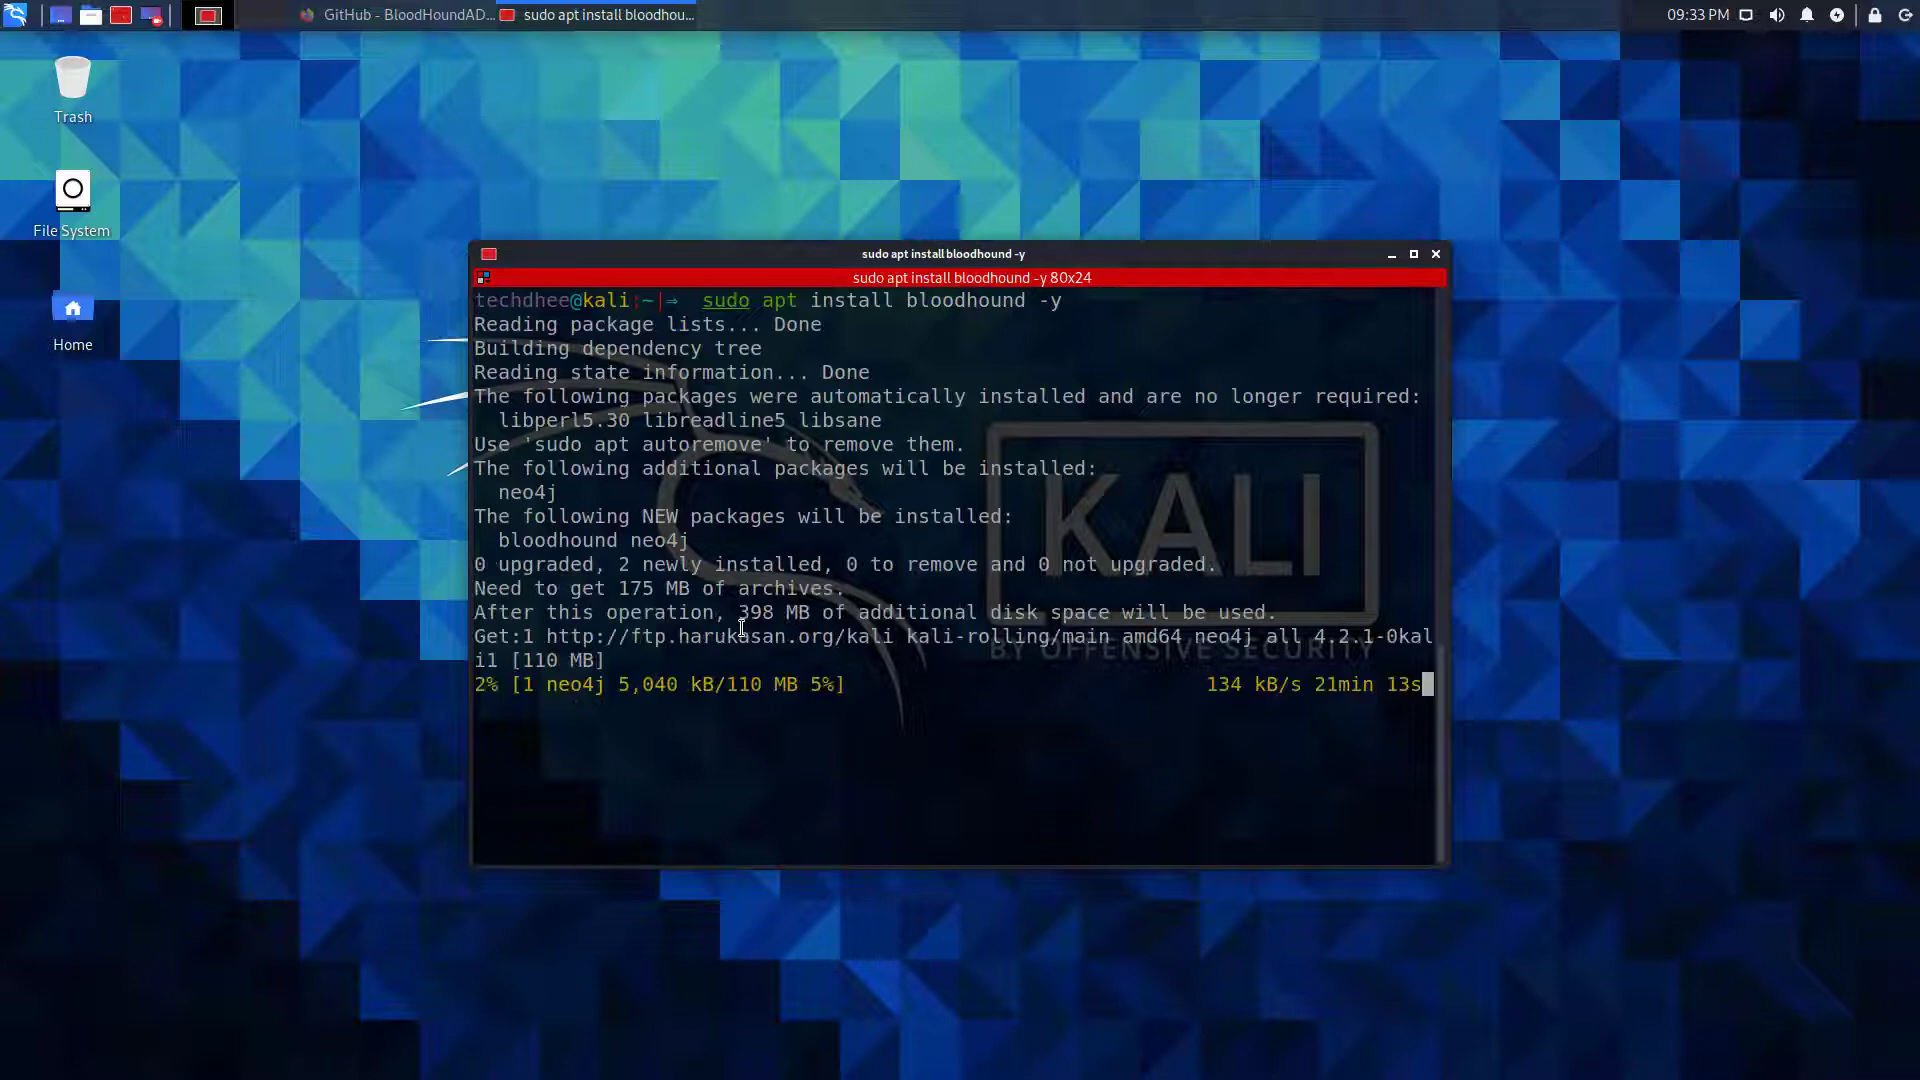 GitHub - BloodHoundAD...
sudo apt install bloodhou...
09:33 PM
Trash
File System
Home
sudo apt install bloodhound -y
sudo apt install bloodhound -y 80x24
techdhee@kali:~|⇒  sudo apt install bloodhound -y
Reading package lists... Done
Building dependency tree
Reading state information... Done
The following packages were automatically installed and are no longer required:
  libperl5.30 libreadline5 libsane
Use 'sudo apt autoremove' to remove them.
The following additional packages will be installed:
  neo4j
The following NEW packages will be installed:
  bloodhound neo4j
0 upgraded, 2 newly installed, 0 to remove and 0 not upgraded.
Need to get 175 MB of archives.
After this operation, 398 MB of additional disk space will be used.
Get:1 http://ftp.harukasan.org/kali kali-rolling/main amd64 neo4j all 4.2.1-0kal
i1 [110 MB]
2% [1 neo4j 5,040 kB/110 MB 5%]                              134 kB/s 21min 13s
KALI
BY OFFENSIVE SECURITY